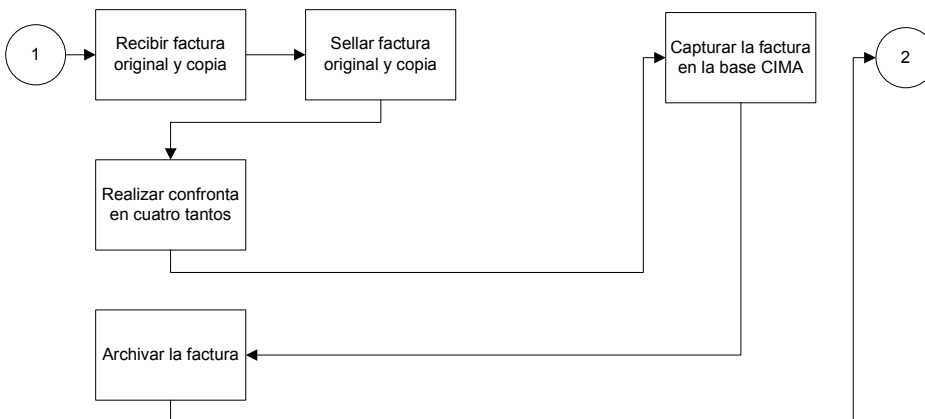 1
Recibir factura
original y copia
Sellar factura
original y copia
Capturar la factura
en la base CIMA
2
Realizar confronta
en cuatro tantos
Archivar la factura